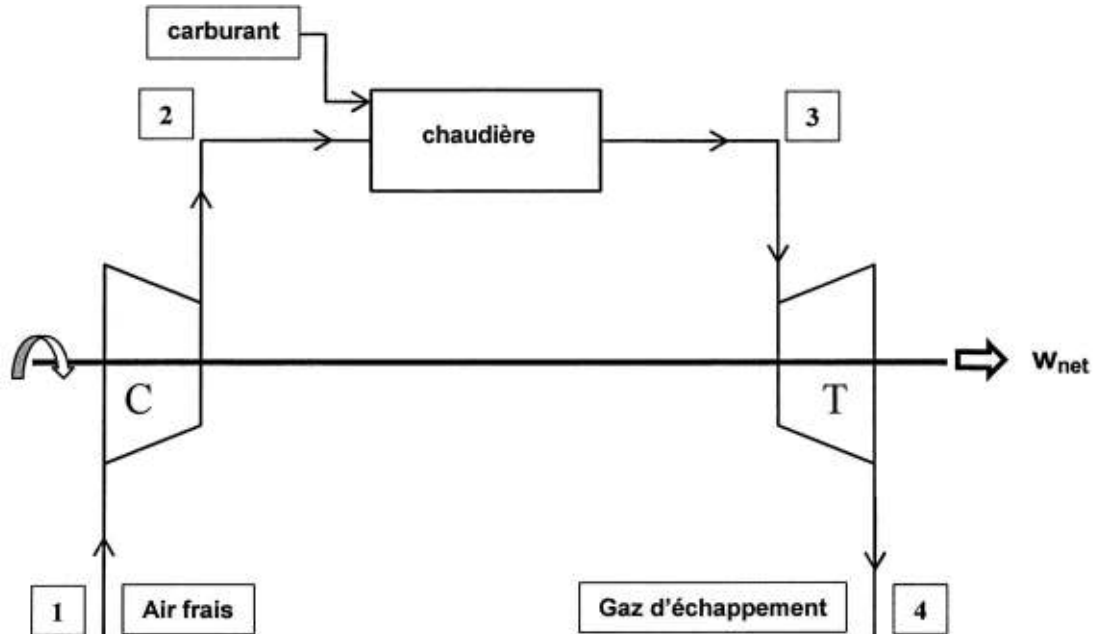 carburant
2
chaudière
3
C
T
wnet
1
Air frais
Gaz d'échappement
4